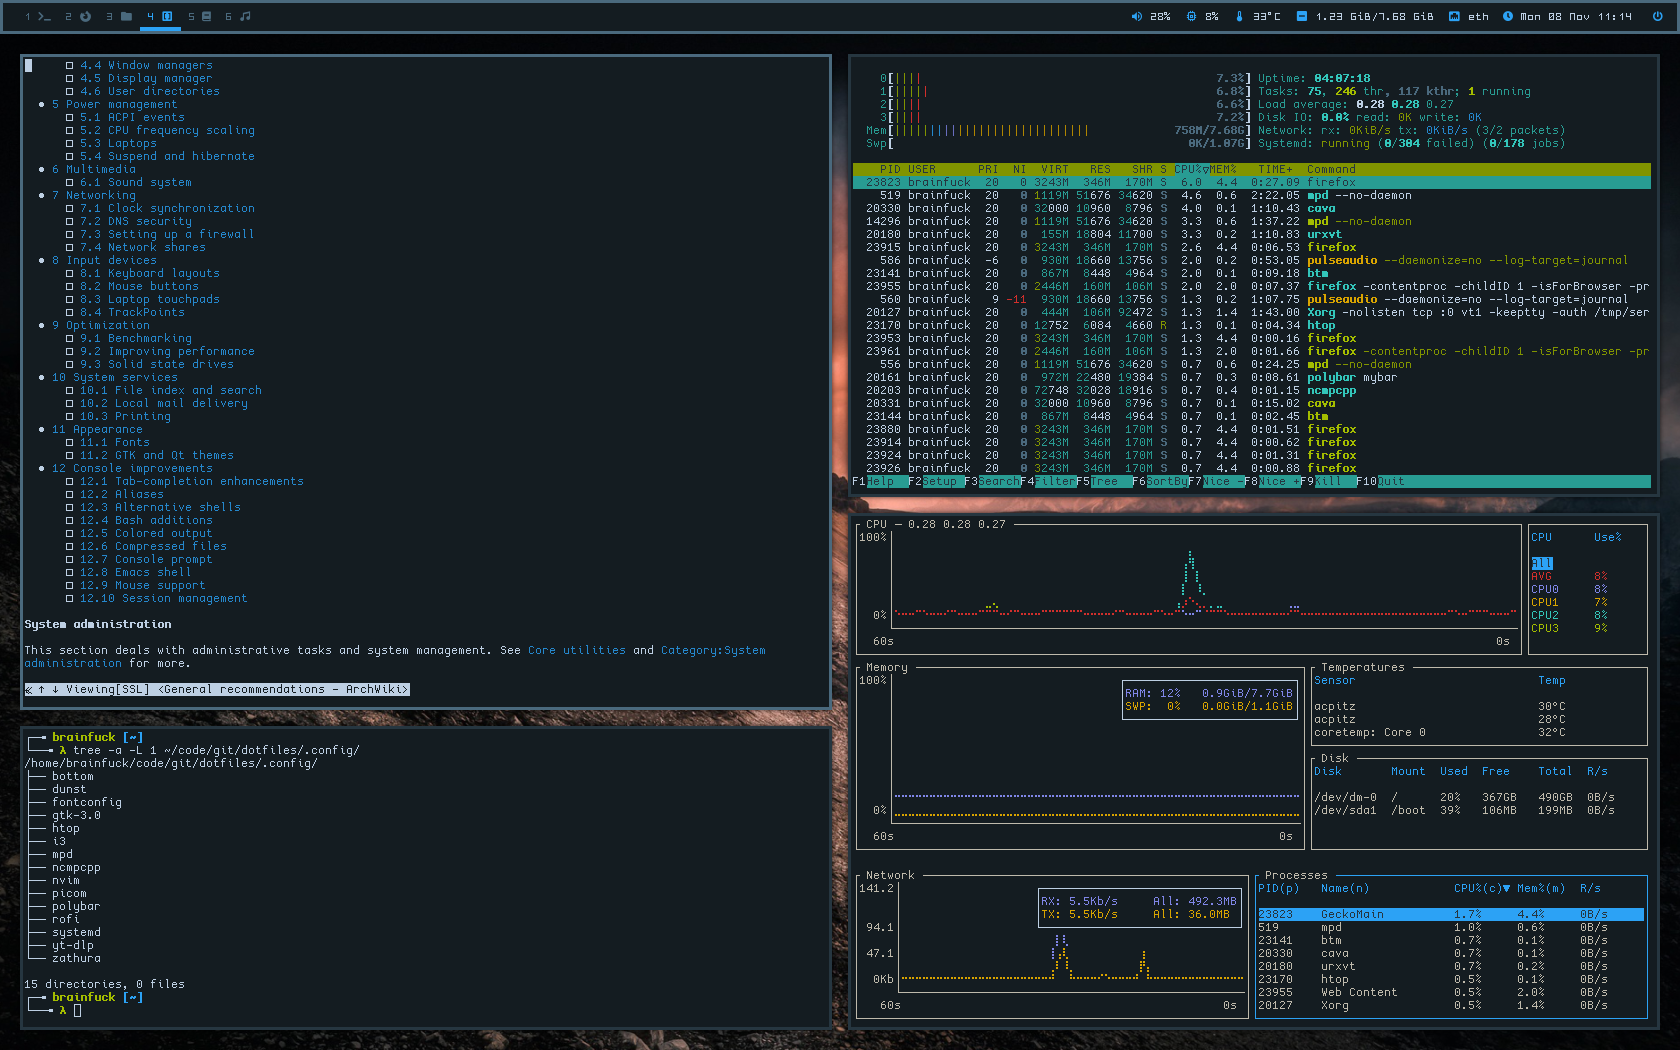 1 2 3 4 5 6 28% 8% 33°C 1.23 GiB/7.68 GiB eth Mon 08 Nov 11:14
□ 4.4 Window managers
□ 4.5 Display manager
□ 4.6 User directories
● 5 Power management
□ 5.1 ACPI events
□ 5.2 CPU frequency scaling
□ 5.3 Laptops
□ 5.4 Suspend and hibernate
● 6 Multimedia
□ 6.1 Sound system
● 7 Networking
□ 7.1 Clock synchronization
□ 7.2 DNS security
□ 7.3 Setting up a firewall
□ 7.4 Network shares
● 8 Input devices
□ 8.1 Keyboard layouts
□ 8.2 Mouse buttons
□ 8.3 Laptop touchpads
□ 8.4 TrackPoints
● 9 Optimization
□ 9.1 Benchmarking
□ 9.2 Improving performance
□ 9.3 Solid state drives
● 10 System services
□ 10.1 File index and search
□ 10.2 Local mail delivery
□ 10.3 Printing
● 11 Appearance
□ 11.1 Fonts
□ 11.2 GTK and Qt themes
● 12 Console improvements
□ 12.1 Tab-completion enhancements
□ 12.2 Aliases
□ 12.3 Alternative shells
□ 12.4 Bash additions
□ 12.5 Colored output
□ 12.6 Compressed files
□ 12.7 Console prompt
□ 12.8 Emacs shell
□ 12.9 Mouse support
□ 12.10 Session management
System administration
This section deals with administrative tasks and system management. See Core utilities and Category:System
administration for more.
≪ ↑ ↓ Viewing[SSL] <General recommendations - ArchWiki>
brainfuck [~]
λ tree -a -L 1 ~/code/git/dotfiles/.config/
/home/brainfuck/code/git/dotfiles/.config/
├── bottom
├── dunst
├── fontconfig
├── gtk-3.0
├── htop
├── i3
├── mpd
├── ncmpcpp
├── nvim
├── picom
├── polybar
├── rofi
├── systemd
├── yt-dlp
└── zathura
15 directories, 0 files
brainfuck [~]
λ
0[|||| 7.3%] Uptime: 04:07:18
1[||||| 6.8%] Tasks: 75, 246 thr, 117 kthr; 1 running
2[|||| 6.6%] Load average: 0.28 0.28 0.27
3[|||| 7.2%] Disk IO: 0.0% read: 0K write: 0K
Mem[|||||||||||||||||||||||||||| 758M/7.68G] Network: rx: 0KiB/s tx: 0KiB/s (3/2 packets)
Swp[ 0K/1.07G] Systemd: running (0/304 failed) (0/178 jobs)
PID USER PRI NI VIRT RES SHR S CPU%▽MEM% TIME+ Command
23823 brainfuck 20 0 3243M 346M 170M S 6.0 4.4 0:27.09 firefox
519 brainfuck 20 0 1119M 51676 34620 S 4.6 0.6 2:22.05 mpd --no-daemon
20330 brainfuck 20 0 32000 10960 8796 S 4.0 0.1 1:10.43 cava
14296 brainfuck 20 0 1119M 51676 34620 S 3.3 0.6 1:37.22 mpd --no-daemon
20180 brainfuck 20 0 155M 18804 11700 S 3.3 0.2 1:10.83 urxvt
23915 brainfuck 20 0 3243M 346M 170M S 2.6 4.4 0:06.53 firefox
586 brainfuck -6 0 930M 18660 13756 S 2.0 0.2 0:53.05 pulseaudio --daemonize=no --log-target=journal
23141 brainfuck 20 0 867M 8448 4964 S 2.0 0.1 0:09.18 btm
23955 brainfuck 20 0 2446M 160M 106M S 2.0 2.0 0:07.37 firefox -contentproc -childID 1 -isForBrowser -pr
560 brainfuck 9 -11 930M 18660 13756 S 1.3 0.2 1:07.75 pulseaudio --daemonize=no --log-target=journal
20127 brainfuck 20 0 444M 106M 92472 S 1.3 1.4 1:43.00 Xorg -nolisten tcp :0 vt1 -keeptty -auth /tmp/ser
23170 brainfuck 20 0 12752 6084 4660 R 1.3 0.1 0:04.34 htop
23953 brainfuck 20 0 3243M 346M 170M S 1.3 4.4 0:00.16 firefox
23961 brainfuck 20 0 2446M 160M 106M S 1.3 2.0 0:01.66 firefox -contentproc -childID 1 -isForBrowser -pr
556 brainfuck 20 0 1119M 51676 34620 S 0.7 0.6 0:24.25 mpd --no-daemon
20161 brainfuck 20 0 972M 22480 19384 S 0.7 0.3 0:08.61 polybar mybar
20203 brainfuck 20 0 72748 32028 18916 S 0.7 0.4 0:01.15 ncmpcpp
20331 brainfuck 20 0 32000 10960 8796 S 0.7 0.1 0:15.02 cava
23144 brainfuck 20 0 867M 8448 4964 S 0.7 0.1 0:02.45 btm
23880 brainfuck 20 0 3243M 346M 170M S 0.7 4.4 0:01.51 firefox
23914 brainfuck 20 0 3243M 346M 170M S 0.7 4.4 0:00.62 firefox
23924 brainfuck 20 0 3243M 346M 170M S 0.7 4.4 0:01.31 firefox
23926 brainfuck 20 0 3243M 346M 170M S 0.7 4.4 0:00.88 firefox
F1Help F2Setup F3SearchF4FilterF5Tree F6SortByF7Nice -F8Nice +F9Kill F10Quit
CPU — 0.28 0.28 0.27
100%
0%
60s 0s
CPU Use%
All
AVG 8%
CPU0 8%
CPU1 7%
CPU2 8%
CPU3 9%
Memory
100%
RAM: 12% 0.9GiB/7.7GiB
SWP: 0% 0.0GiB/1.1GiB
0%
60s 0s
Temperatures
Sensor Temp
acpitz 30°C
acpitz 28°C
coretemp: Core 0 32°C
Disk
Disk Mount Used Free Total R/s
/dev/dm-0 / 20% 367GB 490GB 0B/s
/dev/sda1 /boot 39% 106MB 199MB 0B/s
Network
141.2
RX: 5.5Kb/s All: 492.3MB
TX: 5.5Kb/s All: 36.0MB
94.1
47.1
0Kb
60s 0s
Processes
PID(p) Name(n) CPU%(c)▼ Mem%(m) R/s
23823 GeckoMain 1.7% 4.4% 0B/s
519 mpd 1.0% 0.6% 0B/s
23141 btm 0.7% 0.1% 0B/s
20330 cava 0.7% 0.1% 0B/s
20180 urxvt 0.7% 0.2% 0B/s
23170 htop 0.5% 0.1% 0B/s
23955 Web Content 0.5% 2.0% 0B/s
20127 Xorg 0.5% 1.4% 0B/s